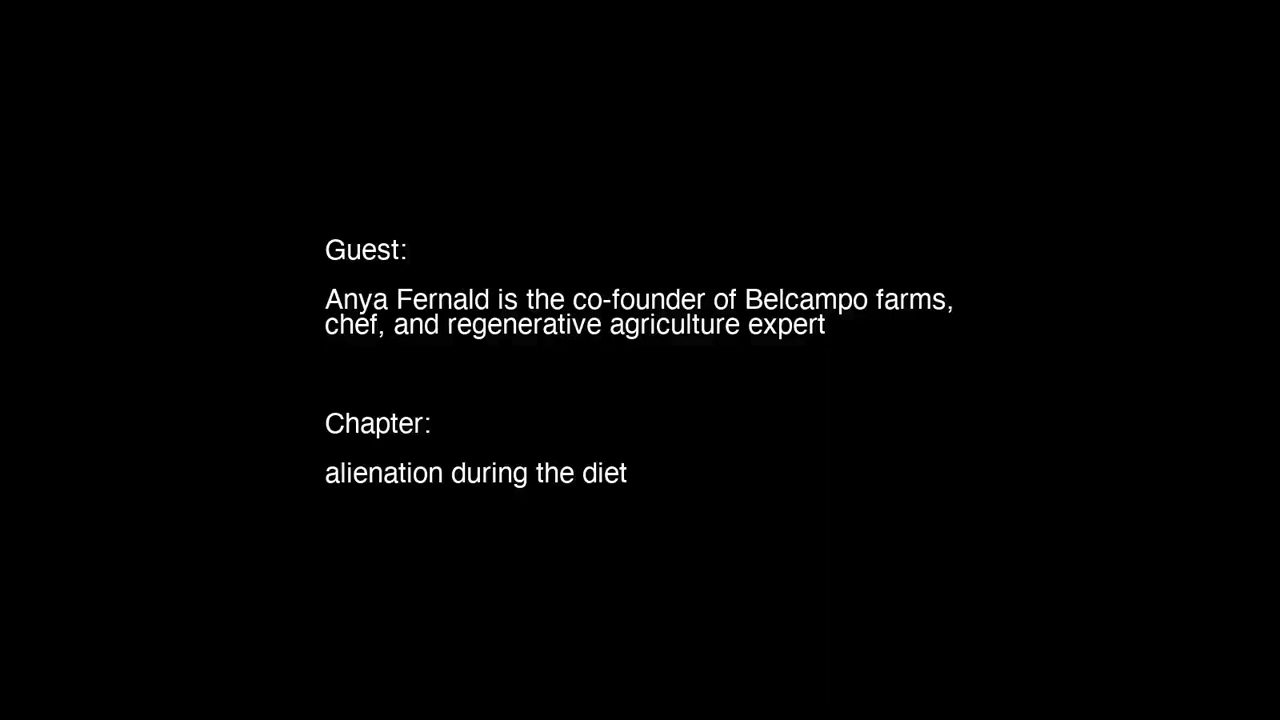 Guest:
Anya Fernald is the co-founder of Belcampo farms,
chef, and regenerative agriculture expert
Chapter:
alienation during the diet